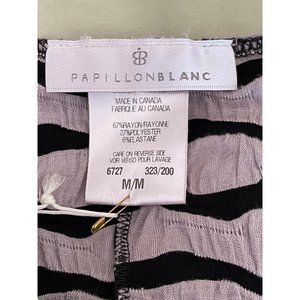 PAPILLONBLANC
MADE IN CANADA
FABRIQUE AU CANADA
67%RAYON/RAYONNE
27%POLYESTER
6%ELASTANE
CARE ON REVERSE SIDE
VOIR VERSO POUR LAVAGE
6727 323/200
M/M